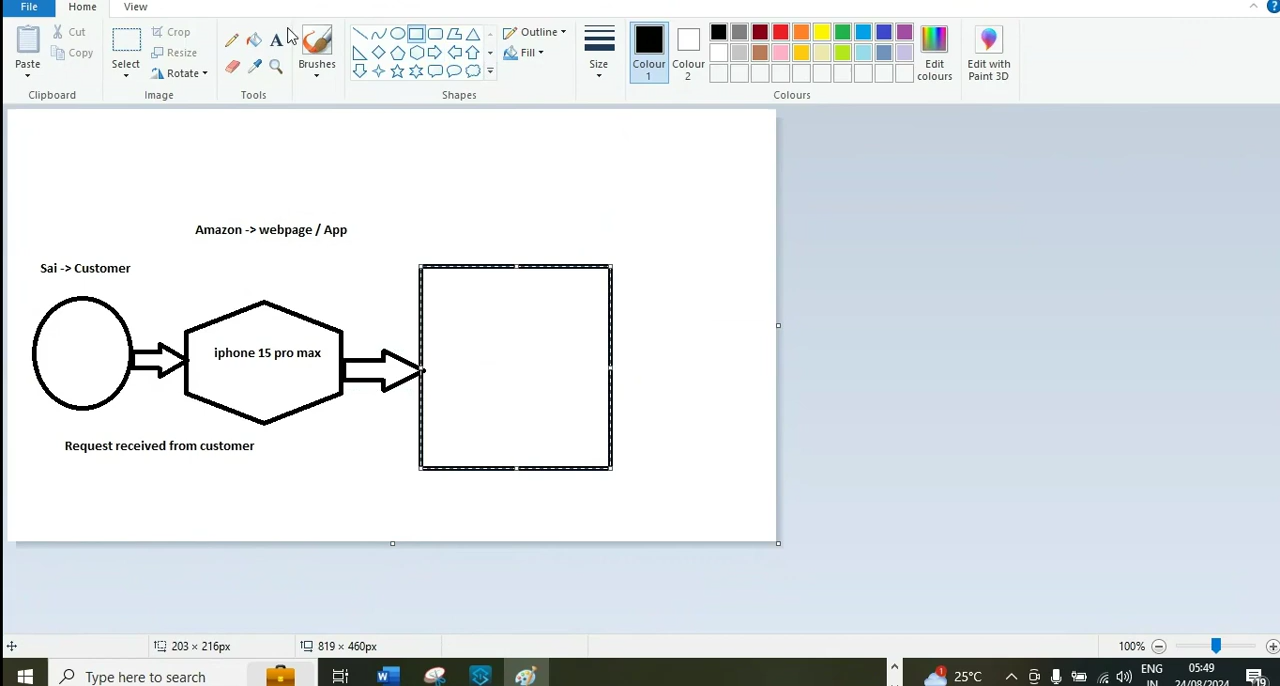 File Home View
Cut
Copy
Paste
Clipboard
Crop
Resize
Rotate
Select
Image
A
Tools
Brushes
Outline
Fill
Shapes
Size
Colour 1
Colour 2
Edit colours
Edit with Paint 3D
Colours
Amazon -> webpage / App
Sai -> Customer
iphone 15 pro max
Request received from customer
203 × 216px
819 × 460px
100%
Type here to search
W
1
25°C
ENG
IN
05:49
24/08/2024
19